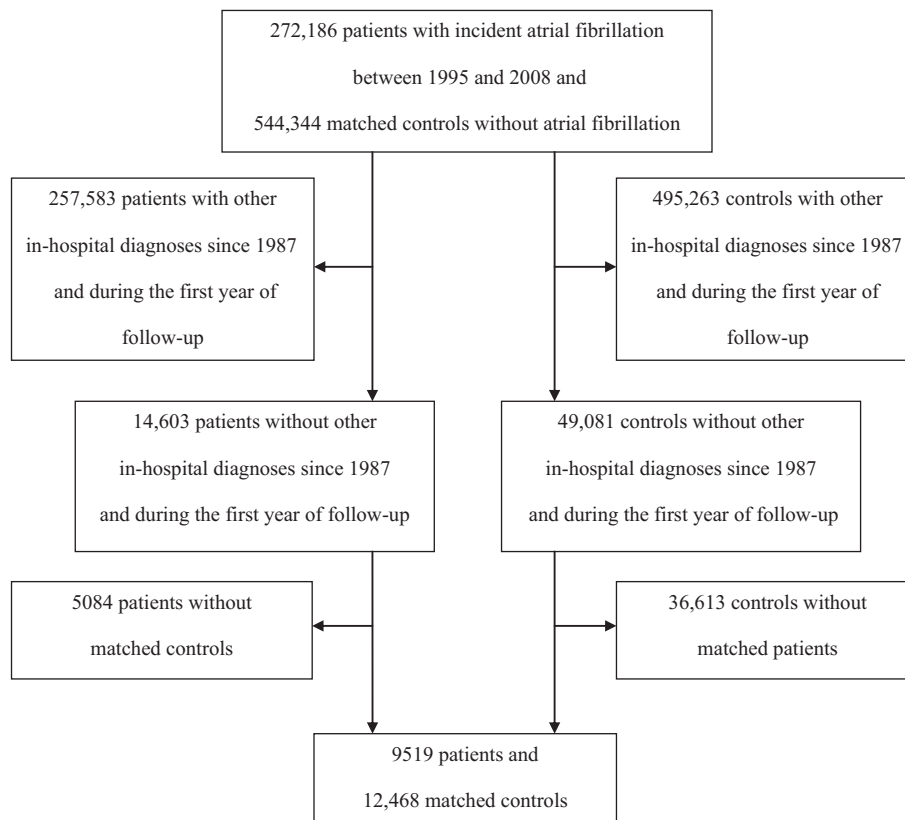 272,186 patients with incident atrial fibrillation
between 1995 and 2008 and
544,344 matched controls without atrial fibrillation
257,583 patients with other
in-hospital diagnoses since 1987
and during the first year of
follow-up
495,263 controls with other
in-hospital diagnoses since 1987
and during the first year of
follow-up
14,603 patients without other
in-hospital diagnoses since 1987
and during the first year of follow-up
49,081 controls without other
in-hospital diagnoses since 1987
and during the first year of follow-up
5084 patients without
matched controls
36,613 controls without
matched patients
9519 patients and
12,468 matched controls